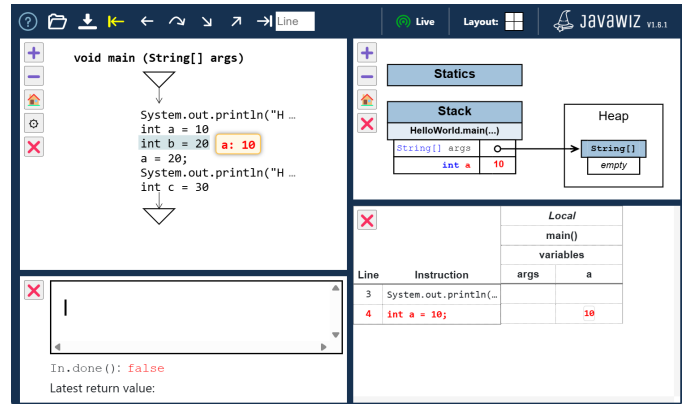 Line
Live
Layout:
JavaWiz V1.6.1
void main (String[] args)
System.out.println("H …
int a = 10
int b = 20
a: 10
a = 20;
System.out.println("H …
int c = 30
Statics
Stack
HelloWorld.main(...)
String[] args
int a 10
Heap
String[]
empty
In.done(): false
Latest return value:
Local
main()
variables
Line Instruction args a
3 System.out.println(…
4 int a = 10; 10